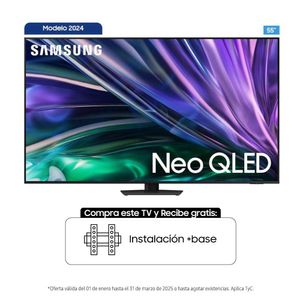 Modelo 2024
55"
SAMSUNG
Neo QLED
Compra este TV y Recibe gratis:
Instalación +base
*Oferta válida del 01 de enero hasta el 31 de marzo de 2025 o hasta agotar existencias. Aplica TyC.